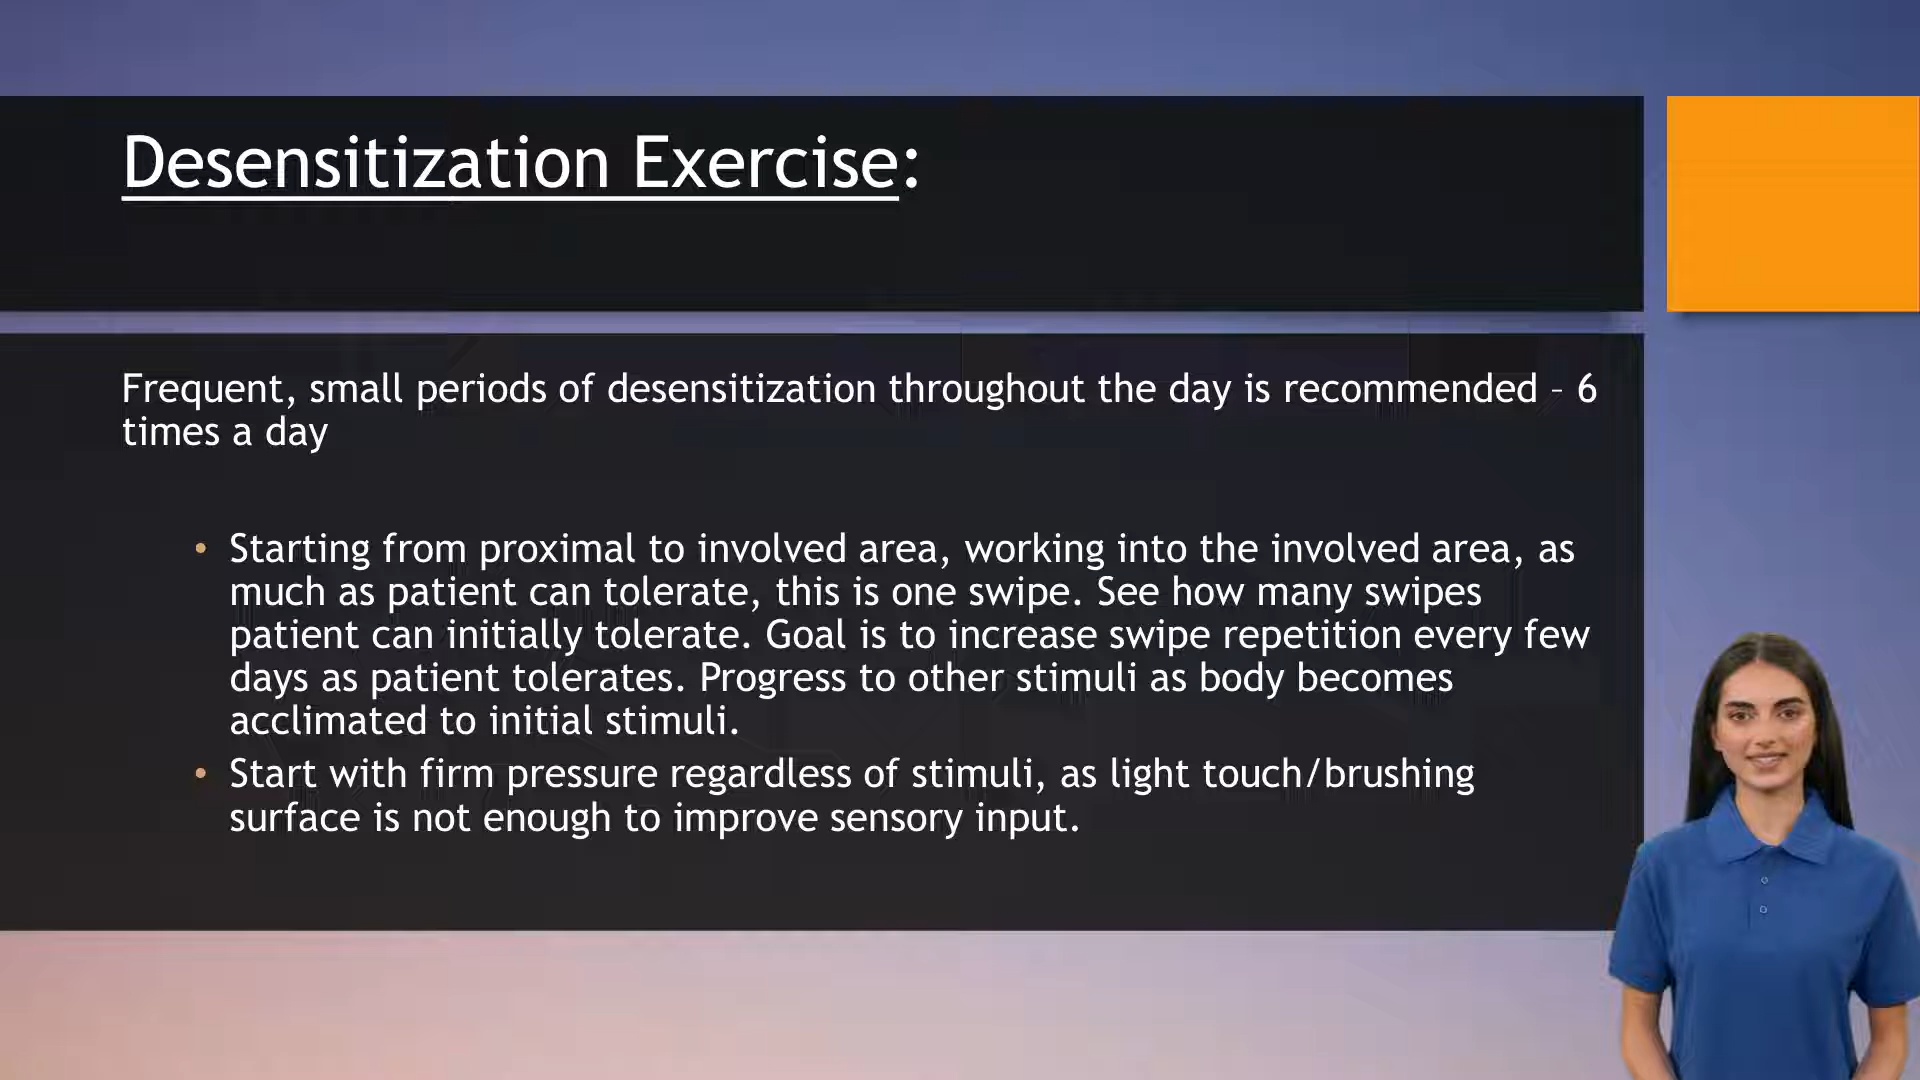 Desensitization Exercise:
Frequent, small periods of desensitization throughout the day is recommended – 6
times a day
• Starting from proximal to involved area, working into the involved area, as
much as patient can tolerate, this is one swipe. See how many swipes
patient can initially tolerate. Goal is to increase swipe repetition every few
days as patient tolerates. Progress to other stimuli as body becomes
acclimated to initial stimuli.
• Start with firm pressure regardless of stimuli, as light touch/brushing
surface is not enough to improve sensory input.